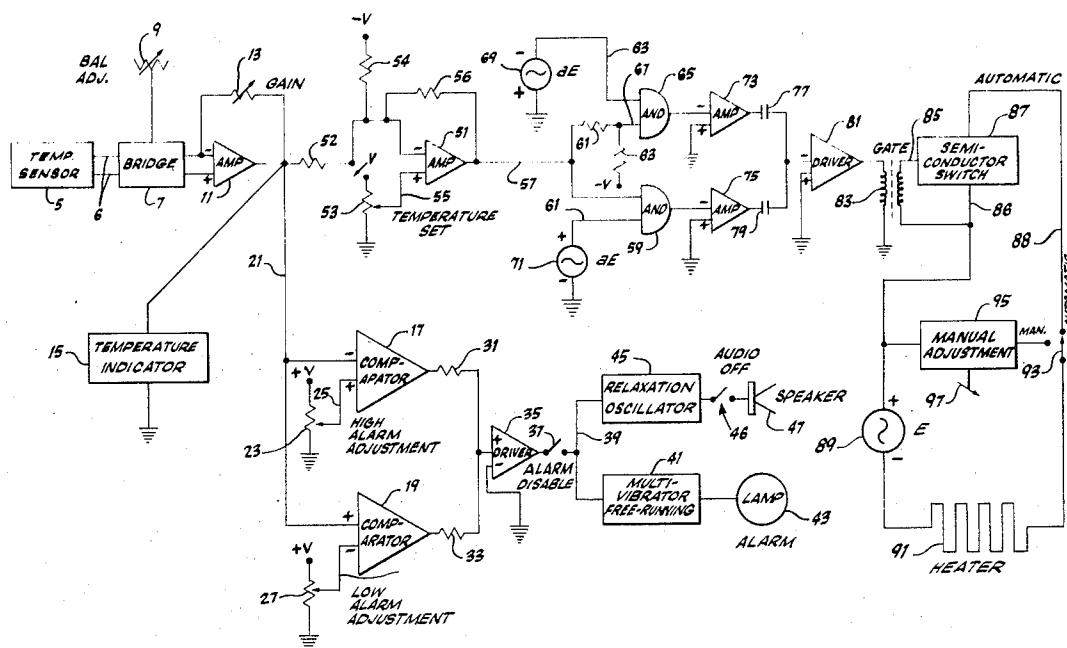 BAL ADJ.
9
13
GAIN
TEMP. SENSOR
5
6
BRIDGE
7
-
+
AMP
11
52
-V
54
56
V
53
-
+
AMP
51
55
TEMPERATURE SET
57
69
-
+
aE
63
61
67
63
-V
65
AND
61
AND
59
71
+
-
aE
73
-
+
AMP
77
75
-
+
AMP
79
81
-
+
DRIVER
GATE
83
85
AUTOMATIC
87
SEMI-CONDUCTOR SWITCH
86
88
AUTOMATIC
21
15
TEMPERATURE INDICATOR
17
-
+
COMP-APATOR
31
+V
25
23
HIGH ALARM ADJUSTMENT
19
+
-
COMP-ARATOR
33
+V
27
LOW ALARM ADJUSTMENT
35
+
-
DRIVER
37
ALARM DISABLE
39
45
RELAXATION OSCILLATOR
AUDIO OFF
46
SPEAKER
47
41
MULTI-VIBRATOR FREE-RUNNING
LAMP
43
ALARM
95
MANUAL ADJUSTMENT
MAN.
93
97
+
89
E
-
91
HEATER